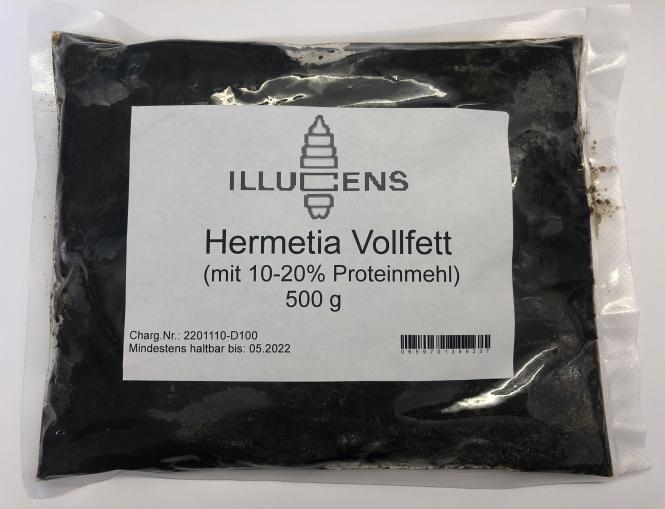 ILLUCENS
Hermetia Vollfett
(mit 10-20% Proteinmehl)
500 g
Charg.Nr.: 2201110-D100
Mindestens haltbar bis: 05.2022